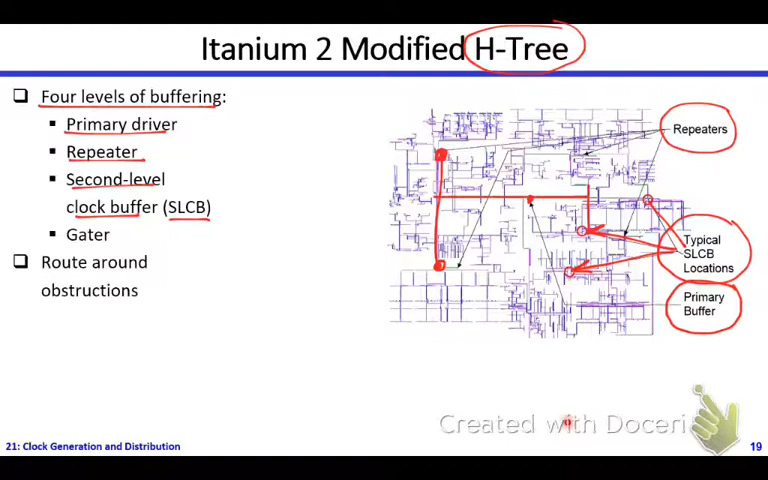 Itanium 2 Modified H-Tree
❑ Four levels of buffering:
▪ Primary driver
▪ Repeater
▪ Second-level
clock buffer (SLCB)
▪ Gater
❑ Route around
obstructions
Repeaters
Typical
SLCB
Locations
Primary
Buffer
Created with Doceri
21: Clock Generation and Distribution
19